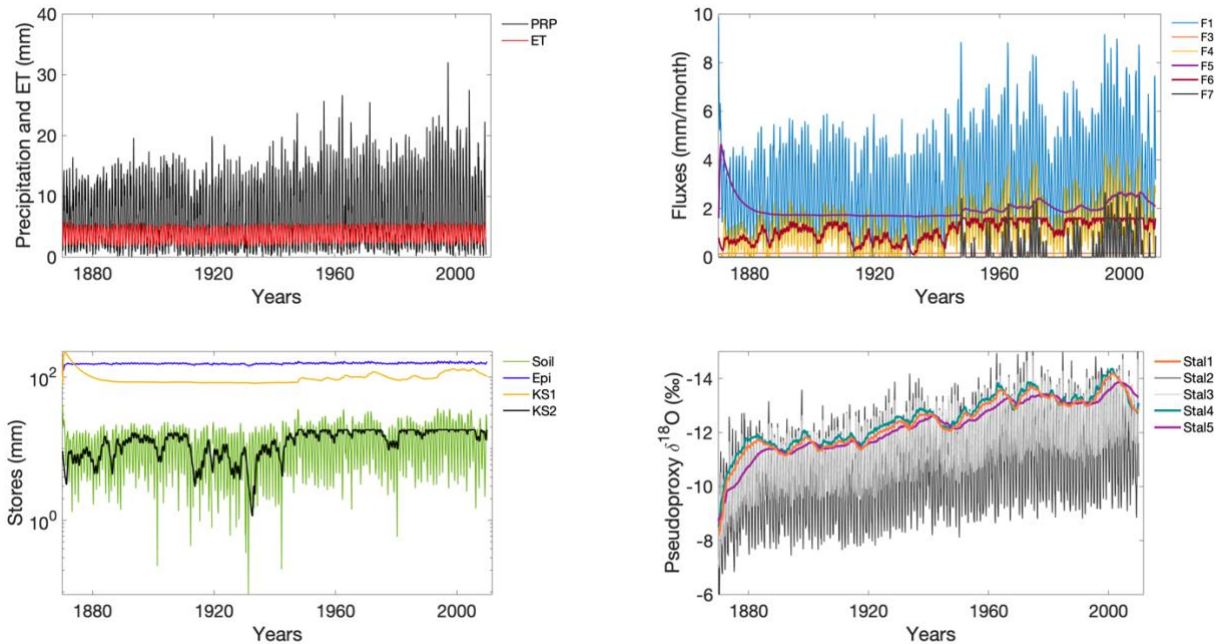 40
30
20
10
0
Precipitation and ET (mm)
1880 1920 1960 2000
Years
PRP
ET
10
8
6
4
2
0
Fluxes (mm/month)
1880 1920 1960 2000
Years
F1
F3
F4
F5
F6
F7
10²
10⁰
Stores (mm)
1880 1920 1960 2000
Years
Soil
Epi
KS1
KS2
-14
-12
-10
-8
-6
Pseudoproxy δ¹⁸O (‰)
1880 1920 1960 2000
Years
Stal1
Stal2
Stal3
Stal4
Stal5